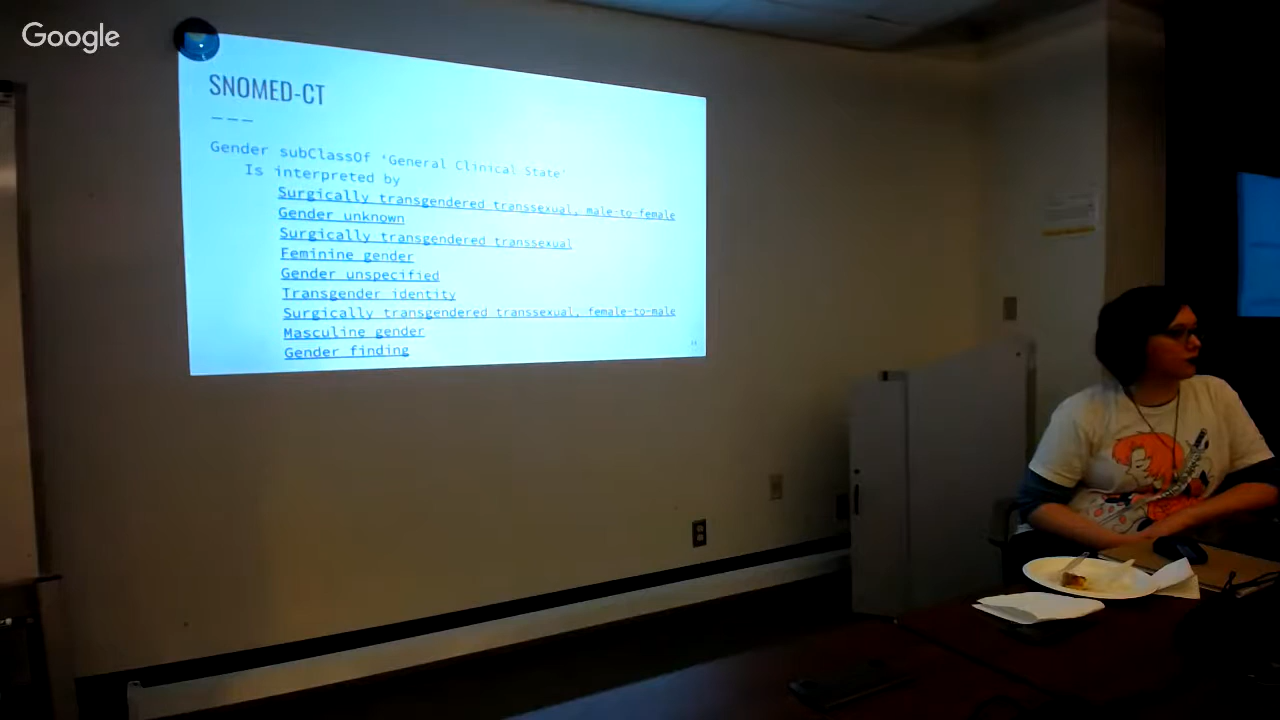 Google
SNOMED-CT
---
Gender subClassOf 'General Clinical State'
Is interpreted by
Surgically transgendered transsexual, male-to-female
Gender unknown
Surgically transgendered transsexual
Feminine gender
Gender unspecified
Transgender identity
Surgically transgendered transsexual, female-to-male
Masculine gender
Gender finding